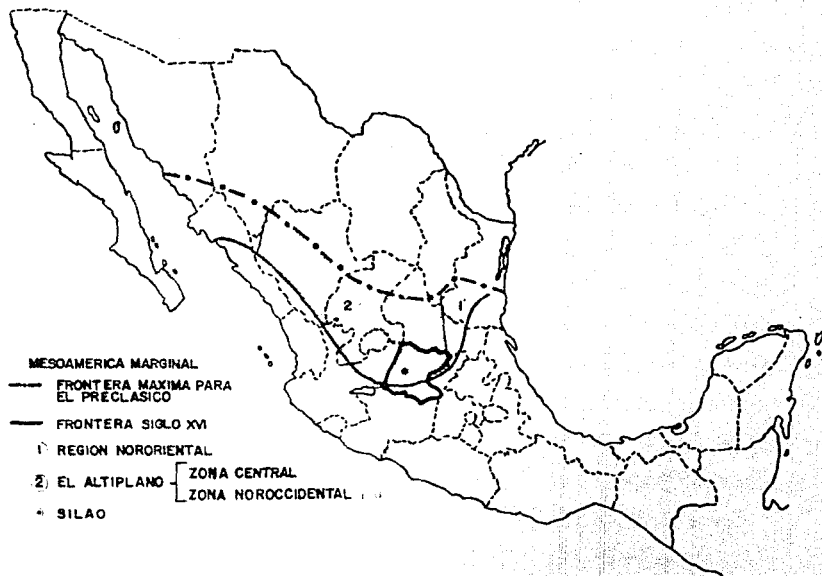 2
1
MESOAMERICA MARGINAL
FRONTERA MAXIMA PARA
EL PRECLASICO
FRONTERA SIGLO XVI
1 REGION NORORIENTAL
2 EL ALTIPLANO
ZONA CENTRAL
ZONA NOROCCIDENTAL
SILAO